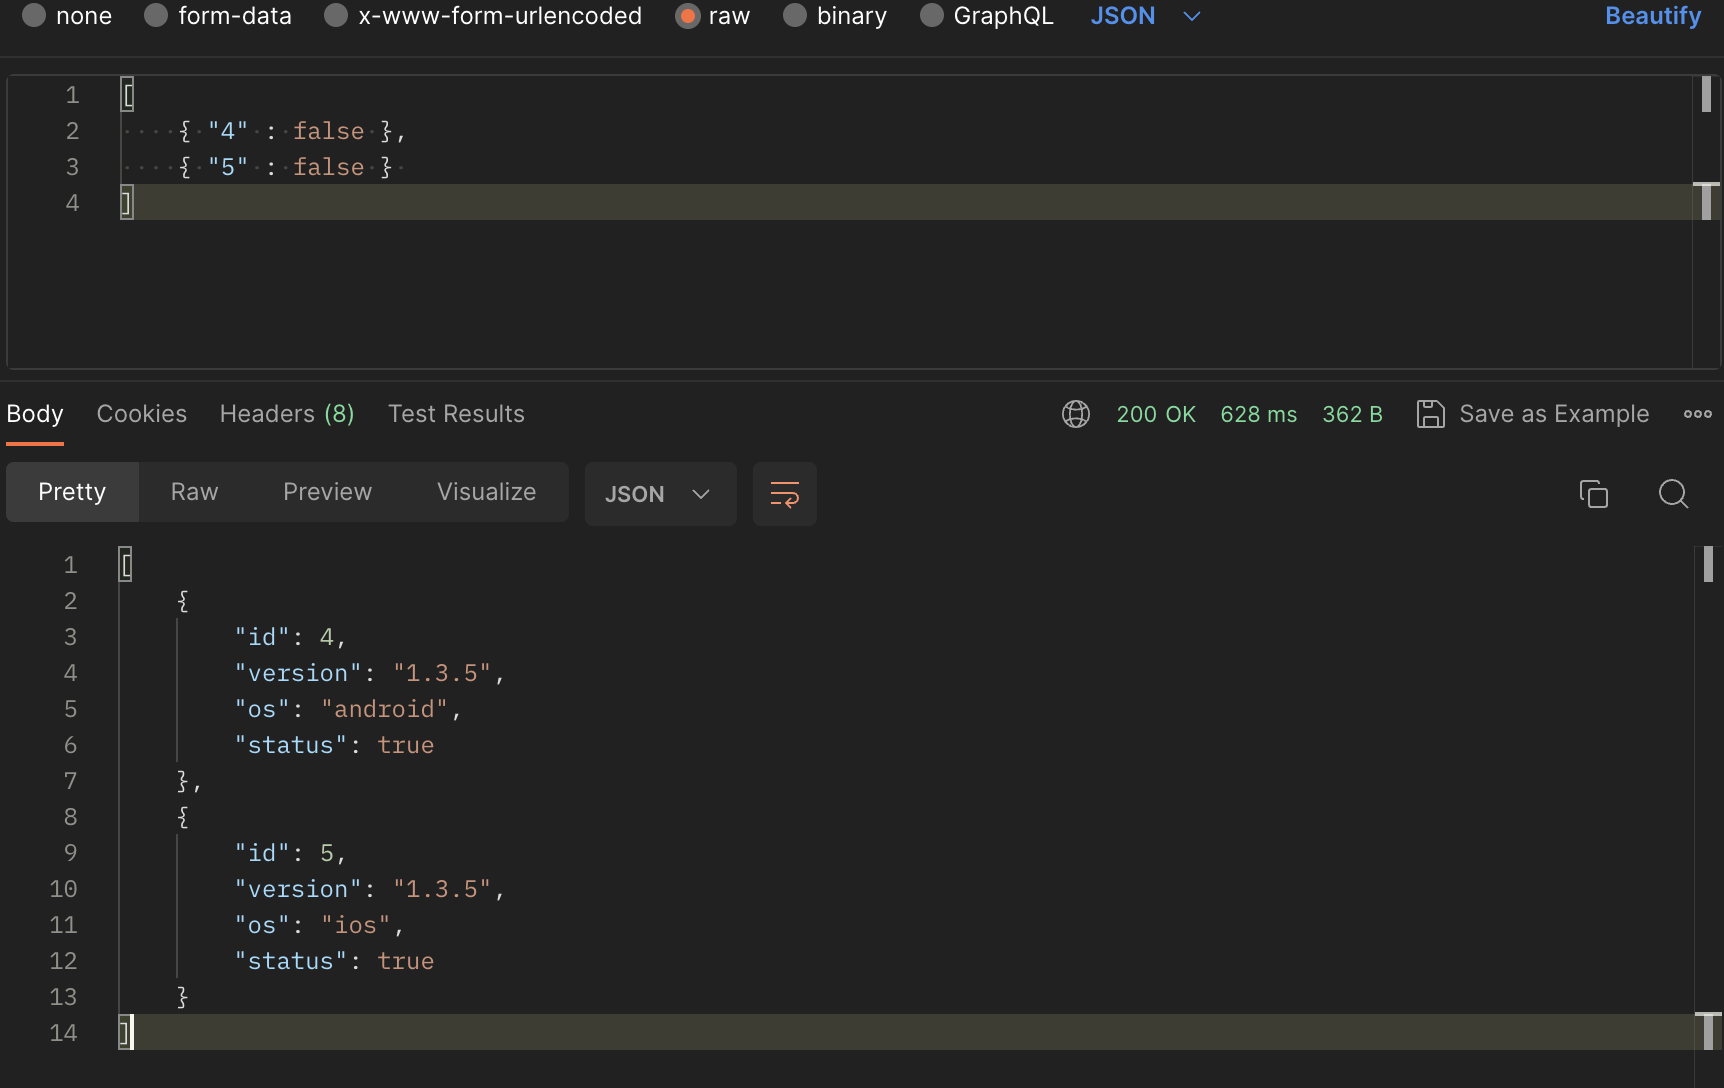 none form-data x-www-form-urlencoded raw binary GraphQL JSON Beautify
1 [
2 { "4" : false },
3 { "5" : false }
4 ]
Body Cookies Headers (8) Test Results 200 OK 628 ms 362 B Save as Example
Pretty Raw Preview Visualize JSON
1 [
2 {
3 "id": 4,
4 "version": "1.3.5",
5 "os": "android",
6 "status": true
7 },
8 {
9 "id": 5,
10 "version": "1.3.5",
11 "os": "ios",
12 "status": true
13 }
14 ]